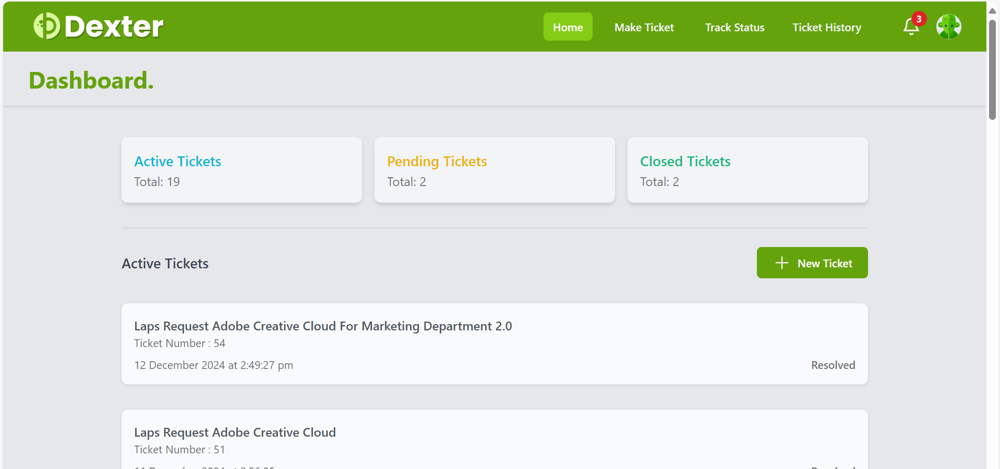 Dexter
Home Make Ticket Track Status Ticket History 3
Dashboard.
Active Tickets
Total: 19
Pending Tickets
Total: 2
Closed Tickets
Total: 2
Active Tickets
New Ticket
Laps Request Adobe Creative Cloud For Marketing Department 2.0
Ticket Number : 54
12 December 2024 at 2:49:27 pm
Resolved
Laps Request Adobe Creative Cloud
Ticket Number : 51